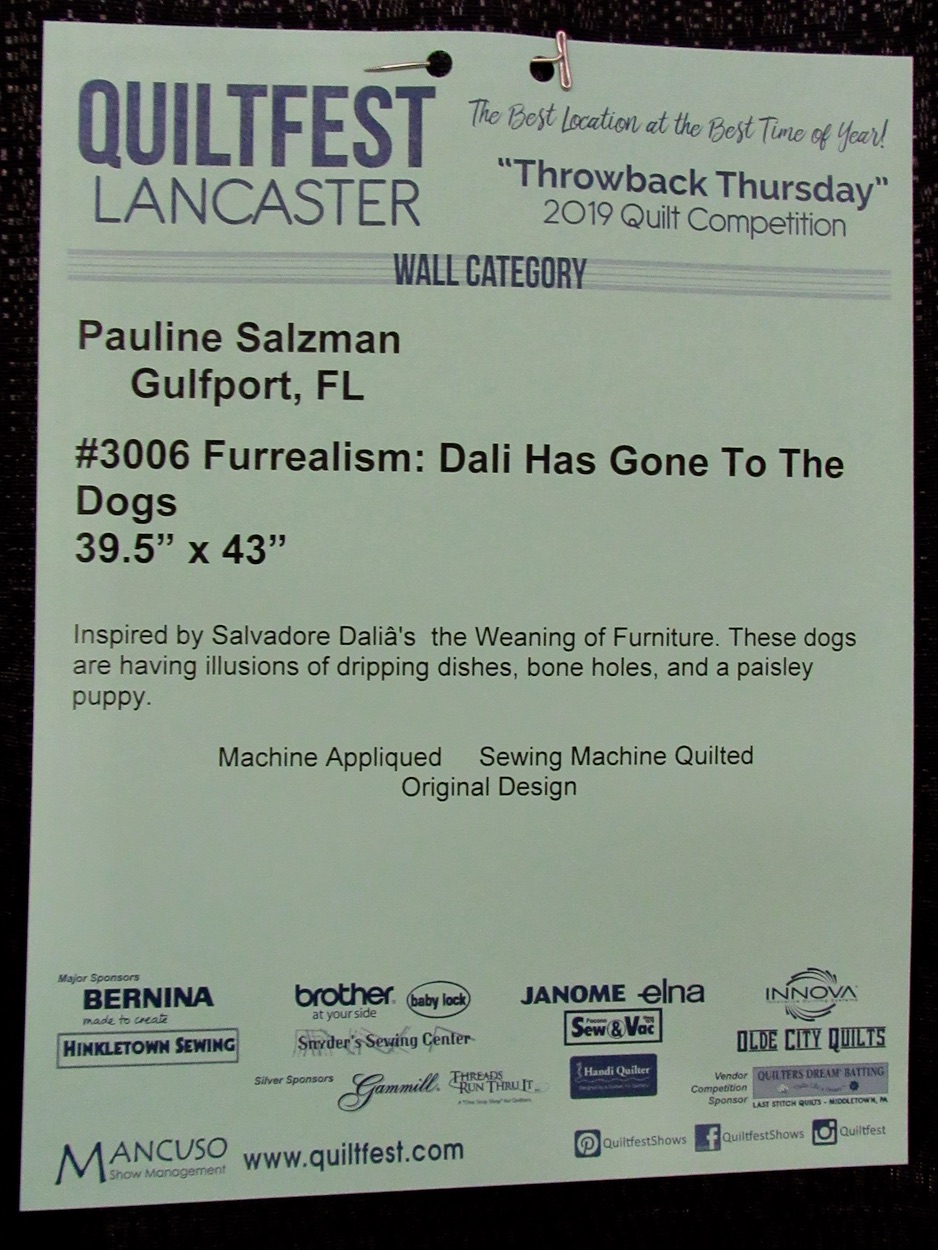 QUILTFEST
LANCASTER
The Best Location at the Best Time of Year!
"Throwback Thursday"
2019 Quilt Competition
WALL CATEGORY
Pauline Salzman
Gulfport, FL
#3006 Furrealism: Dali Has Gone To The
Dogs
39.5” x 43”
Inspired by Salvadore Daliâ's the Weaning of Furniture. These dogs
are having illusions of dripping dishes, bone holes, and a paisley
puppy.
Machine Appliqued Sewing Machine Quilted
Original Design
Major Sponsors
BERNINA
made to create
brother
at your side
baby lock
JANOME elna
INNOVA
HINKLETOWN SEWING
Snyder's Sewing Center
Sew & Vac
OLDE CITY QUILTS
Silver Sponsors
Gammill
THREADS
RUN THRU IT
Handi Quilter
Vendor
Competition
Sponsor
QUILTERS DREAM BATTING
LAST STITCH QUILTS - MIDDLETOWN, PA
MANCUSO
Show Management
www.quiltfest.com
QuiltfestShows
QuiltfestShows
Quiltfest